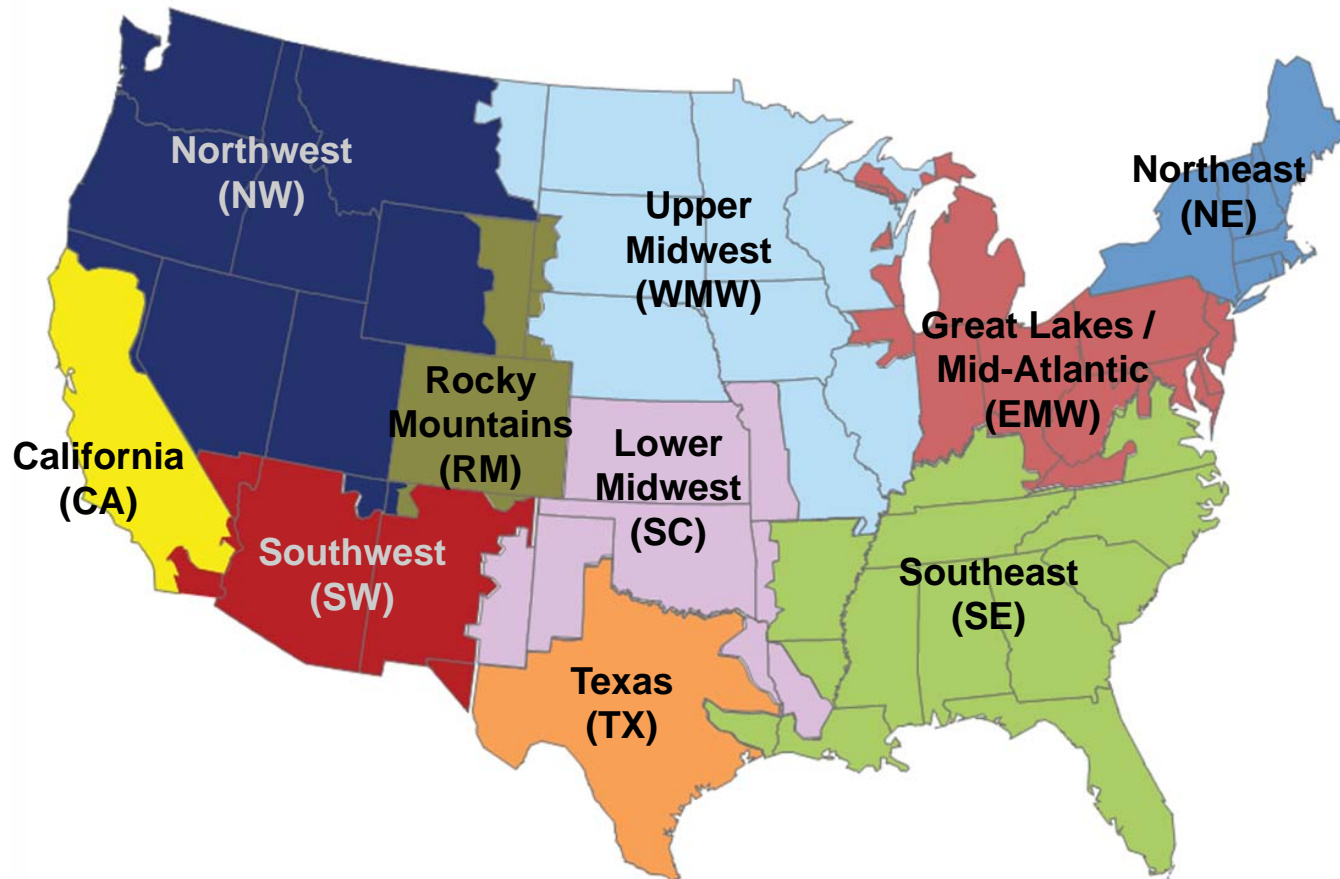 Northwest
(NW)
Northeast
(NE)
Upper
Midwest
(WMW)
Great Lakes /
Mid-Atlantic
(EMW)
Rocky
Mountains
(RM)
California
(CA)
Lower
Midwest
(SC)
Southwest
(SW)
Southeast
(SE)
Texas
(TX)